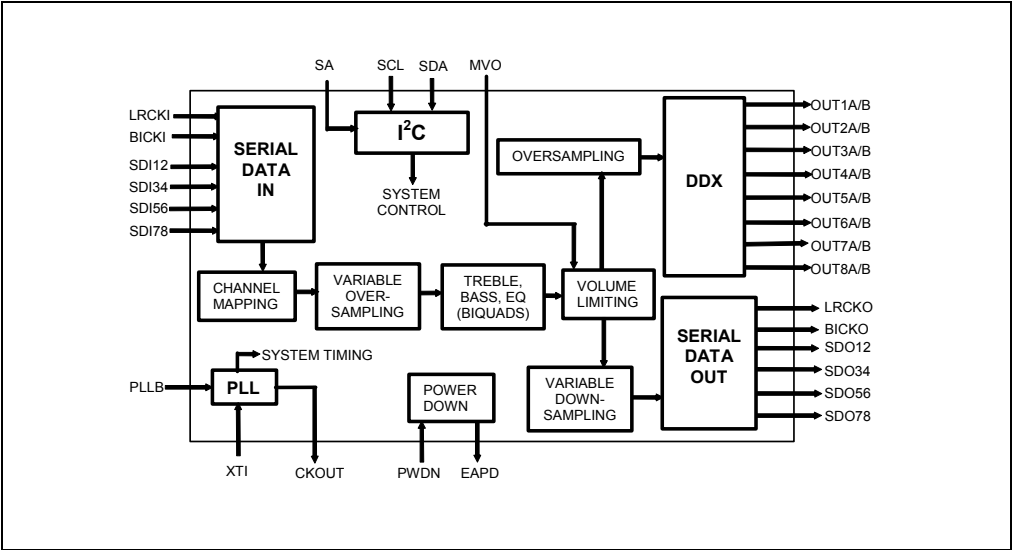 SA
SCL
SDA
MVO
LRCKI
BICKI
SDI12
SDI34
SDI56
SDI78
SERIAL
DATA
IN
I²C
SYSTEM
CONTROL
OVERSAMPLING
DDX
OUT1A/B
OUT2A/B
OUT3A/B
OUT4A/B
OUT5A/B
OUT6A/B
OUT7A/B
OUT8A/B
CHANNEL
MAPPING
VARIABLE
OVER-
SAMPLING
TREBLE,
BASS, EQ
(BIQUADS)
VOLUME
LIMITING
SERIAL
DATA
OUT
LRCKO
BICKO
SDO12
SDO34
SDO56
SDO78
SYSTEM TIMING
PLLB
PLL
POWER
DOWN
VARIABLE
DOWN-
SAMPLING
XTI
CKOUT
PWDN
EAPD